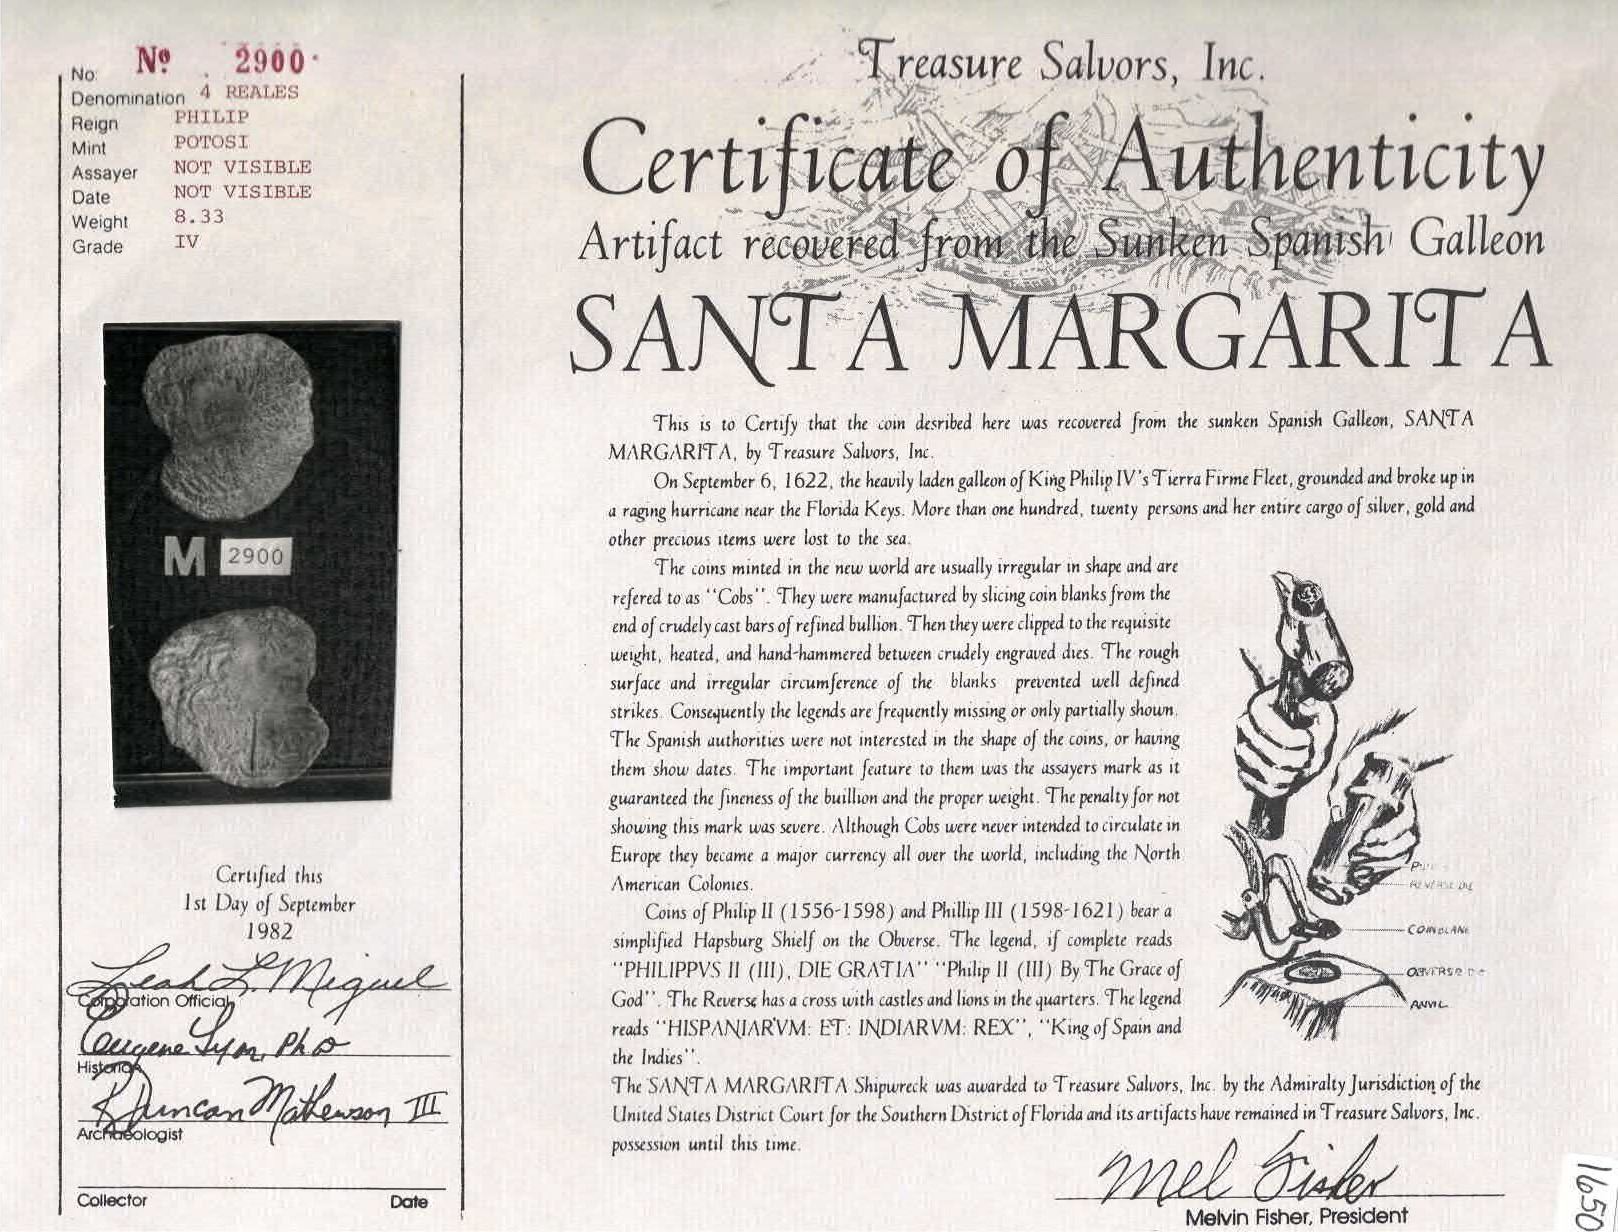 No. Nº 2900
Denomination 4 REALES
Reign PHILIP
Mint POTOSI
Assayer NOT VISIBLE
Date NOT VISIBLE
Weight 8.33
Grade IV
M 2900
Certified this
1st Day of September
1982
Leah L. Miguel
Corporation Official
Eugene Lyon, PhD
Historian
R Duncan Mathewson III
Archaeologist
Collector Date
Treasure Salvors, Inc.
Certificate of Authenticity
Artifact recovered from the Sunken Spanish Galleon
SANTA MARGARITA
This is to Certify that the coin desribed here was recovered from the sunken Spanish Galleon, SANTA
MARGARITA, by Treasure Salvors, Inc.
On September 6, 1622, the heavily laden galleon of King Philip IV's Tierra Firme Fleet, grounded and broke up in
a raging hurricane near the Florida Keys. More than one hundred, twenty persons and her entire cargo of silver, gold and
other precious items were lost to the sea.
The coins minted in the new world are usually irregular in shape and are
refered to as "Cobs". They were manufactured by slicing coin blanks from the
end of crudely cast bars of refined bullion. Then they were clipped to the requisite
weight, heated, and hand-hammered between crudely engraved dies. The rough
surface and irregular circumference of the blanks prevented well defined
strikes. Consequently the legends are frequently missing or only partially shown.
The Spanish authorities were not interested in the shape of the coins, or having
them show dates. The important feature to them was the assayers mark as it
guaranteed the fineness of the buillion and the proper weight. The penalty for not
showing this mark was severe. Although Cobs were never intended to circulate in
Europe they became a major currency all over the world, including the North
American Colonies.
Coins of Philip II (1556-1598) and Phillip III (1598-1621) bear a
simplified Hapsburg Shielf on the Obverse. The legend, if complete reads
"PHILIPPVS II (III), DIE GRATIA" "Philip II (III) By The Grace of
God". The Reverse has a cross with castles and lions in the quarters. The legend
reads "HISPANIARVM: ET: INDIARVM: REX", "King of Spain and
the Indies".
The SANTA MARGARITA Shipwreck was awarded to Treasure Salvors, Inc. by the Admiralty Jurisdiction of the
United States District Court for the Southern District of Florida and its artifacts have remained in Treasure Salvors, Inc.
possession until this time.
REVERSE DIE
COIN BLANK
OBVERSE DIE
ANVIL
Mel Fisher
Melvin Fisher, President
1650